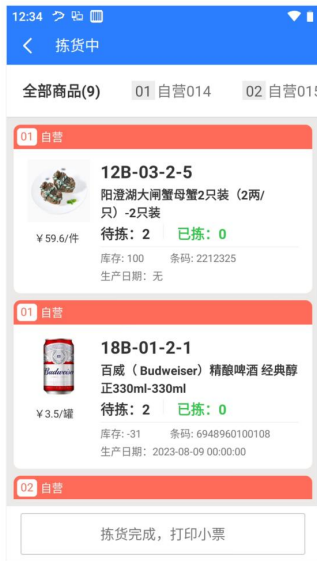 12:34
拣货中
全部商品(9) 01 自营014 02 自营015
01 自营
12B-03-2-5
阳澄湖大闸蟹母蟹2只装（2两/
只）-2只装
￥59.6/件
待拣：2 已拣：0
库存: 100 条码: 2212325
生产日期：无
01 自营
18B-01-2-1
百威（ Budweiser）精酿啤酒 经典醇
正330ml-330ml
Budweiser
￥3.5/罐
待拣：2 已拣：0
库存: -31 条码: 6948960100108
生产日期：2023-08-09 00:00:00
02 自营
拣货完成，打印小票